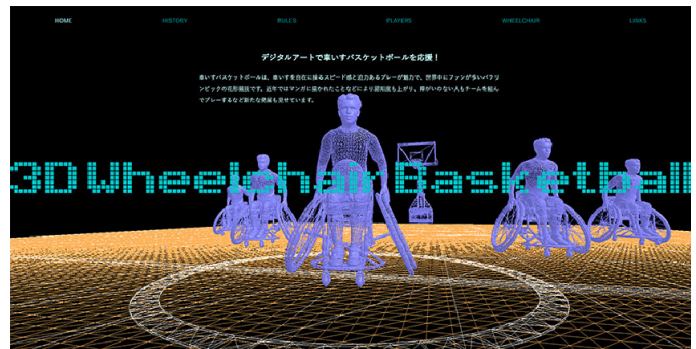 HOME HISTORY RULES PLAYERS WHEELCHAIR LINKS
デジタルアートで車いすバスケットボールを応援！
車いすバスケットボールは、車いすを自在に操るスピード感と迫力あるプレーが魅力で、世界中にファンが多いパラリ
ンピックの花形競技です。近年ではマンガに描かれたことなどにより認知度も上がり、障がいのない人もチームを組ん
でプレーするなど新たな発展も見せています。
3D Wheelchair Basketball